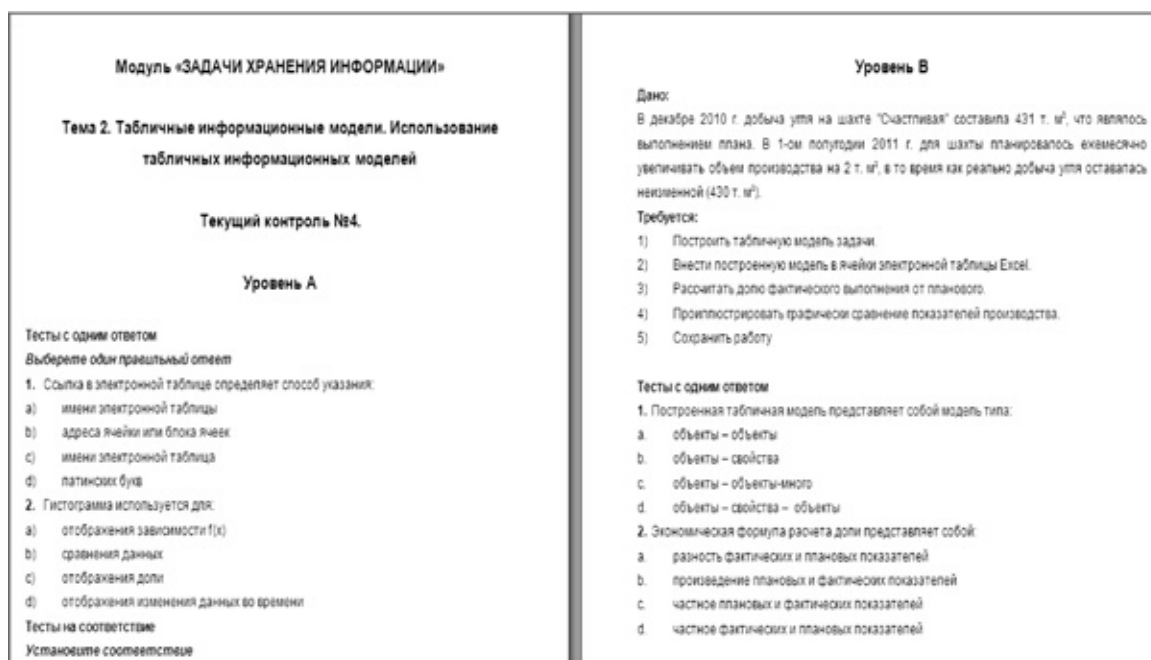 Модуль «ЗАДАЧИ ХРАНЕНИЯ ИНФОРМАЦИИ»
Тема 2. Табличные информационные модели. Использование
табличных информационных моделей
Текущий контроль №4.
Уровень А
Тесты с одним ответом
Выберете один правильный ответ
1. Ссылка в электронной таблице определяет способ указания:
a) имени электронной таблицы
b) адреса ячейки или блока ячеек
c) имени электронной таблица
d) латинских букв
2. Гистограмма используется для:
a) отображения зависимости f(x)
b) сравнения данных
c) отображения доли
d) отображения изменения данных во времени
Тесты на соответствие
Установите соответствие
Уровень В
Дано:
В декабре 2010 г. добыча угля на шахте "Счастливая" составила 431 т. м³, что являлось
выполнением плана. В 1-ом полугодии 2011 г. для шахты планировалось ежемесячно
увеличивать объем производства на 2 т. м³, в то время как реально добыча угля оставалась
неизменной (430 т. м³).
Требуется:
1) Построить табличную модель задачи.
2) Внести построенную модель в ячейки электронной таблицы Excel.
3) Рассчитать долю фактического выполнения от планового.
4) Проиллюстрировать графически сравнение показателей производства.
5) Сохранить работу
Тесты с одним ответом
1. Построенная табличная модель представляет собой модель типа:
a. объекты – объекты
b. объекты – свойства
c. объекты – объекты-много
d. объекты – свойства – объекты
2. Экономическая формула расчета доли представляет собой:
a. разность фактических и плановых показателей
b. произведение плановых и фактических показателей
c. частное плановых и фактических показателей
d. частное фактических и плановых показателей